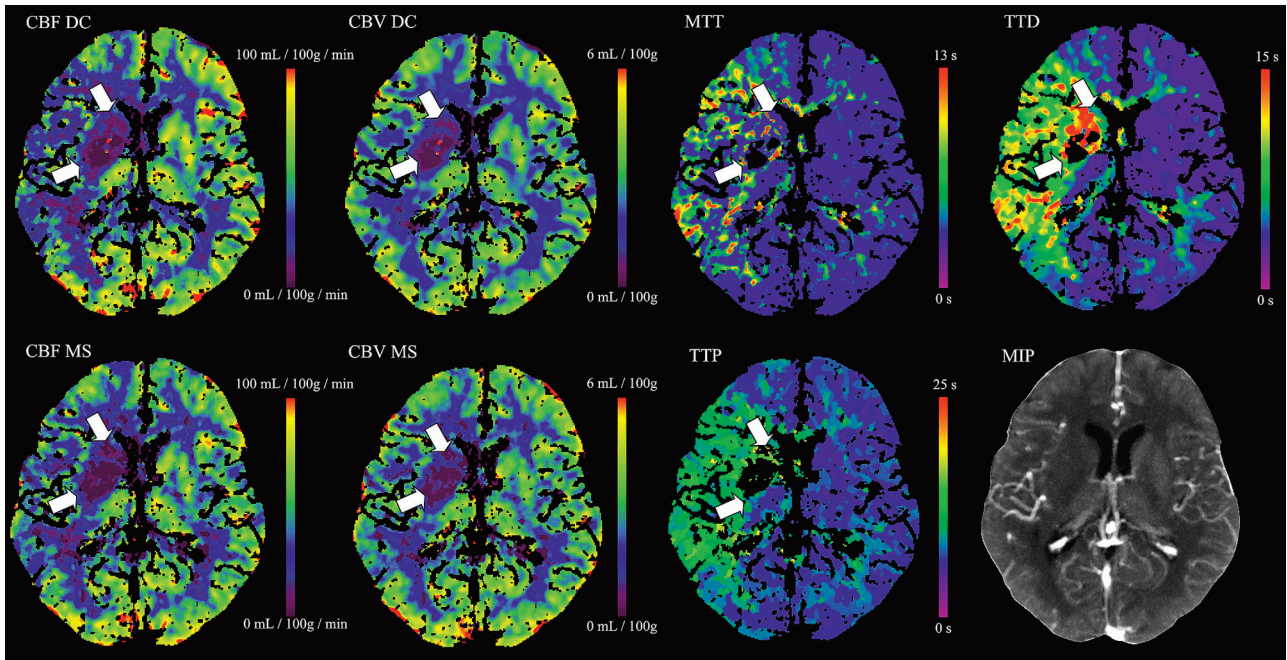 CBF DC
100 mL / 100g / min
0 mL / 100g / min
CBV DC
6 mL / 100g
0 mL / 100g
MTT
13 s
0 s
TTD
15 s
0 s
CBF MS
100 mL / 100g / min
0 mL / 100g / min
CBV MS
6 mL / 100g
0 mL / 100g
TTP
25 s
0 s
MIP